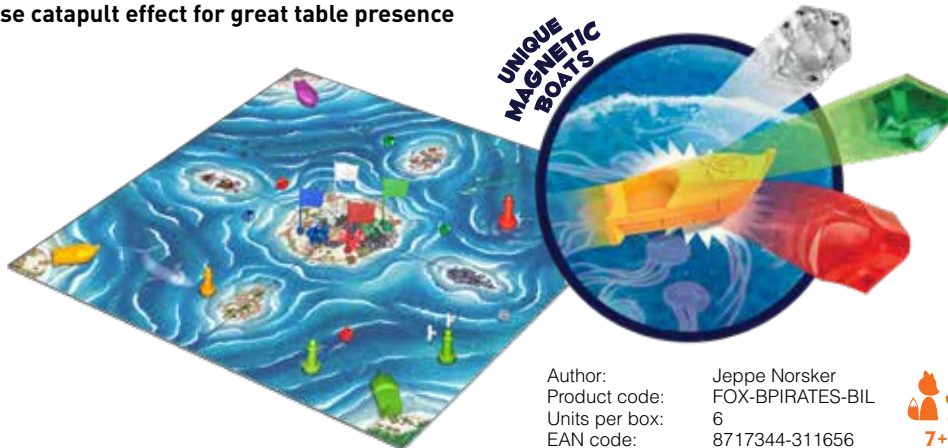 se catapult effect for great table presence
UNIQUE
MAGNETIC
BOATS
Author: Jeppe Norsker
Product code: FOX-BPIRATES-BIL
Units per box: 6
EAN code: 8717344-311656
7+